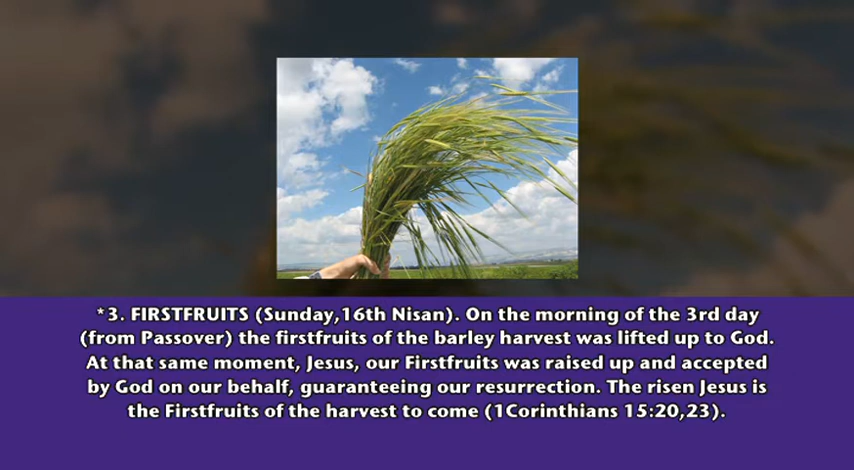 *3. FIRSTFRUITS (Sunday,16th Nisan). On the morning of the 3rd day
(from Passover) the firstfruits of the barley harvest was lifted up to God.
At that same moment, Jesus, our Firstfruits was raised up and accepted
by God on our behalf, guaranteeing our resurrection. The risen Jesus is
the Firstfruits of the harvest to come (1Corinthians 15:20,23).